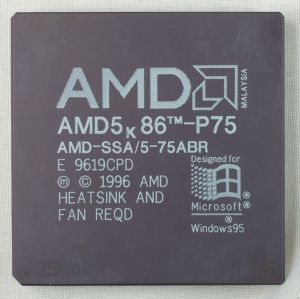 AMD
MALAYSIA
AMD5K86™-P75
AMD-SSA/5-75ABR
E 9619CPD
ⓜ © 1996 AMD
HEATSINK AND
FAN REQD
Designed for
Microsoft®
Windows95